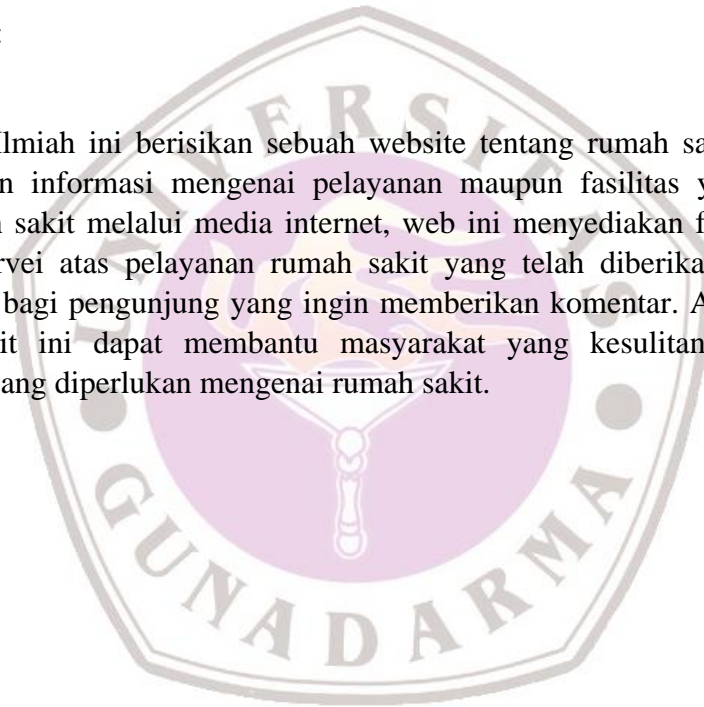 :
Ilmiah ini berisikan sebuah website tentang rumah sa
n informasi mengenai pelayanan maupun fasilitas y
n sakit melalui media internet, web ini menyediakan f
rvei atas pelayanan rumah sakit yang telah diberika
bagi pengunjung yang ingin memberikan komentar. A
it ini dapat membantu masyarakat yang kesulitan
ang diperlukan mengenai rumah sakit.
UNIVERSITAS
GUNADARMA